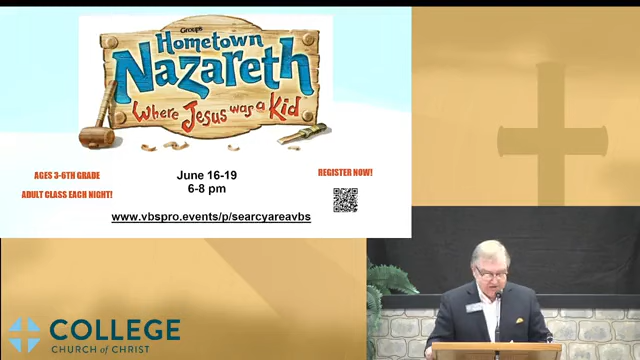 Group's
Hometown
Nazareth
Where Jesus was a Kid
AGES 3-6TH GRADE
ADULT CLASS EACH NIGHT!
June 16-19
6-8 pm
REGISTER NOW!
www.vbspro.events/p/searcyareavbs
COLLEGE
CHURCH of CHRIST